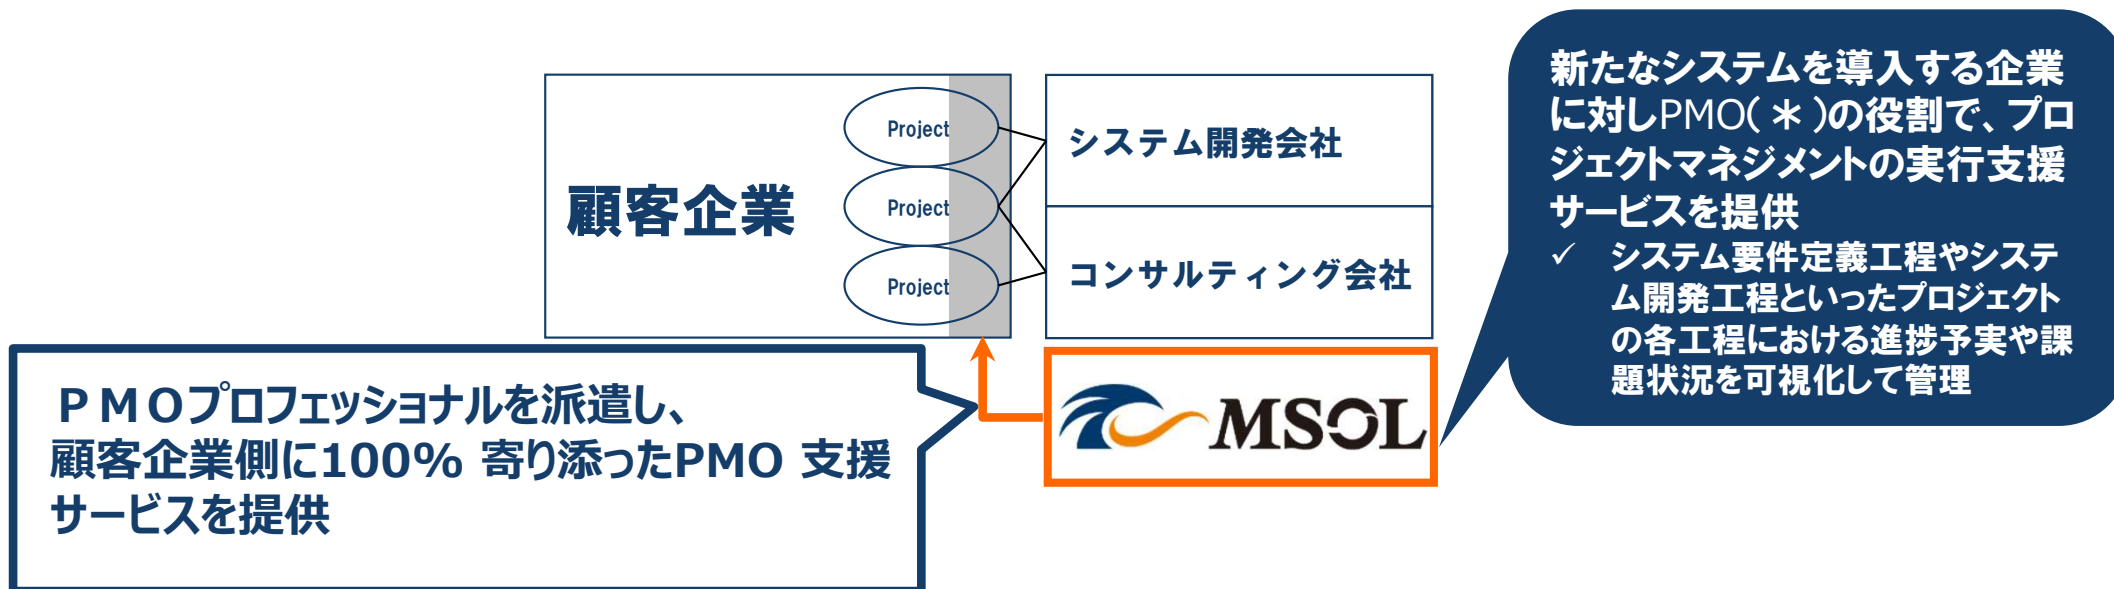 顧客企業
Project
Project
Project
システム開発会社
コンサルティング会社
MSOL
新たなシステムを導入する企業
に対しPMO(＊)の役割で、プロ
ジェクトマネジメントの実行支援
サービスを提供
✓ システム要件定義工程やシステ
ム開発工程といったプロジェクト
の各工程における進捗予実や課
題状況を可視化して管理
ＰＭＯプロフェッショナルを派遣し、
顧客企業側に100% 寄り添ったPMO 支援
サービスを提供